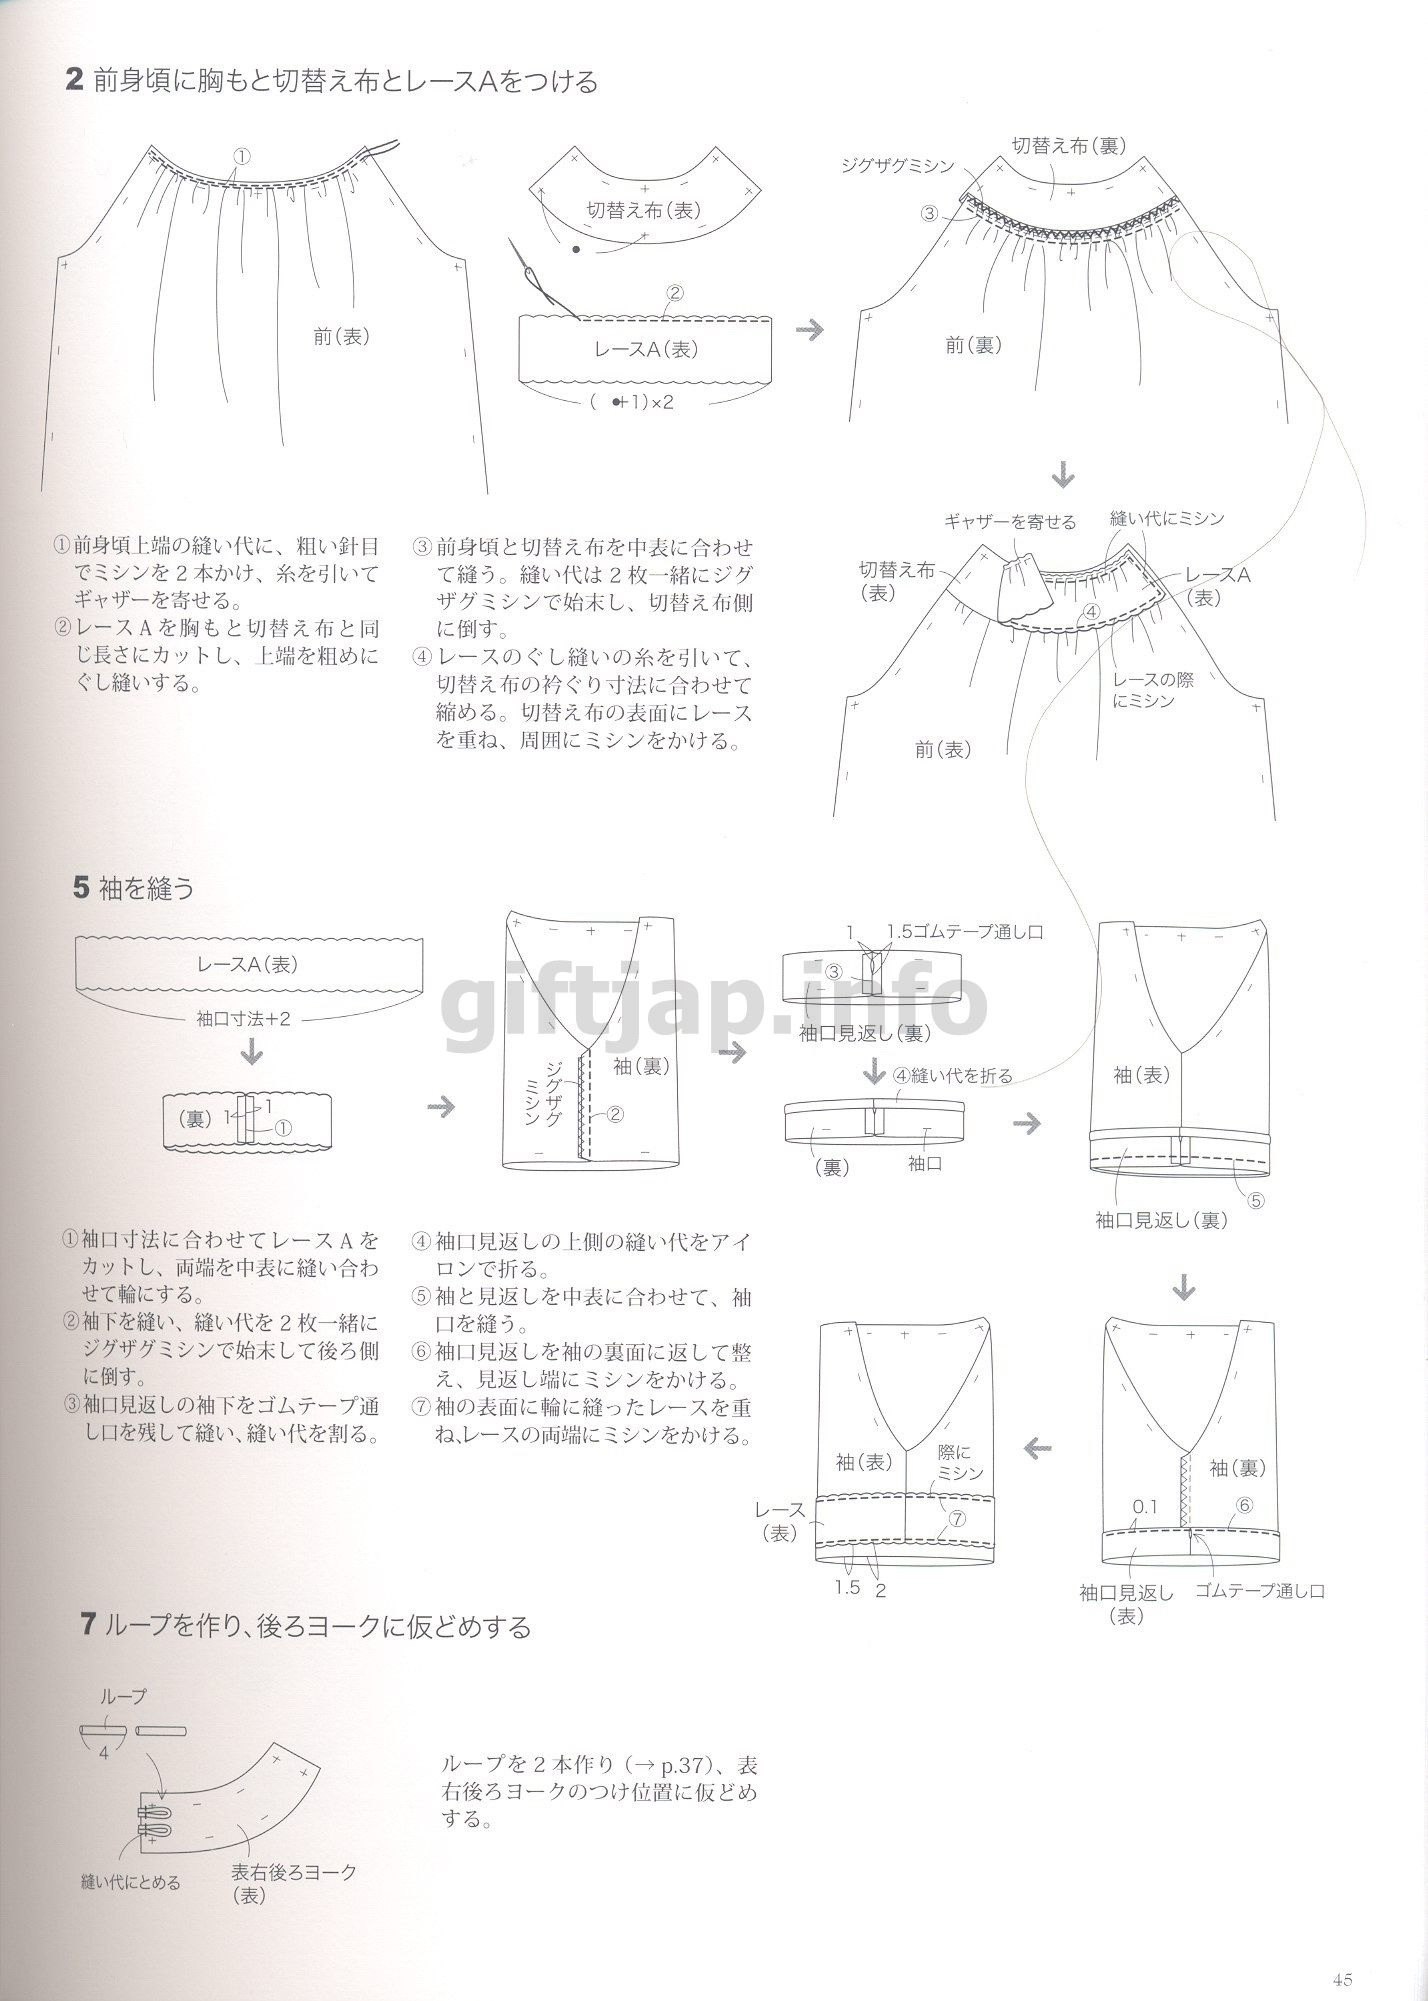 2 前身頃に胸もと切替え布とレースAをつける
①
前(表)
切替え布(表)
●
②
レースA(表)
(●+1)×2
切替え布(裏)
ジグザグミシン
③
前(裏)
ギャザーを寄せる
縫い代にミシン
切替え布
(表)
レースA
(表)
④
レースの際
にミシン
前(表)
①前身頃上端の縫い代に、粗い針目
でミシンを2本かけ、糸を引いて
ギャザーを寄せる。
②レースAを胸もと切替え布と同
じ長さにカットし、上端を粗めに
ぐし縫いする。
③前身頃と切替え布を中表に合わせ
て縫う。縫い代は2枚一緒にジグ
ザグミシンで始末し、切替え布側
に倒す。
④レースのぐし縫いの糸を引いて、
切替え布の衿ぐり寸法に合わせて
縮める。切替え布の表面にレース
を重ね、周囲にミシンをかける。
5 袖を縫う
レースA(表)
袖口寸法+2
(裏)
1
1
①
ジグザグ
ミシン
袖(裏)
②
1
1.5ゴムテープ通し口
③
袖口見返し(裏)
④縫い代を折る
(裏)
袖口
袖(表)
⑤
袖口見返し(裏)
giftjap.info
①袖口寸法に合わせてレースAを
カットし、両端を中表に縫い合わ
せて輪にする。
②袖下を縫い、縫い代を2枚一緒に
ジグザグミシンで始末して後ろ側
に倒す。
③袖口見返しの袖下をゴムテープ通
し口を残して縫い、縫い代を割る。
④袖口見返しの上側の縫い代をアイ
ロンで折る。
⑤袖と見返しを中表に合わせて、袖
口を縫う。
⑥袖口見返しを袖の裏面に返して整
え、見返し端にミシンをかける。
⑦袖の表面に輪に縫ったレースを重
ね、レースの両端にミシンをかける。
袖(表)
際に
ミシン
レース
(表)
⑦
1.5
2
袖(裏)
0.1
⑥
袖口見返し
(表)
ゴムテープ通し口
7 ループを作り、後ろヨークに仮どめする
ループ
4
縫い代にとめる
表右後ろヨーク
(表)
ループを2本作り(→p.37)、表
右後ろヨークのつけ位置に仮どめ
する。
45